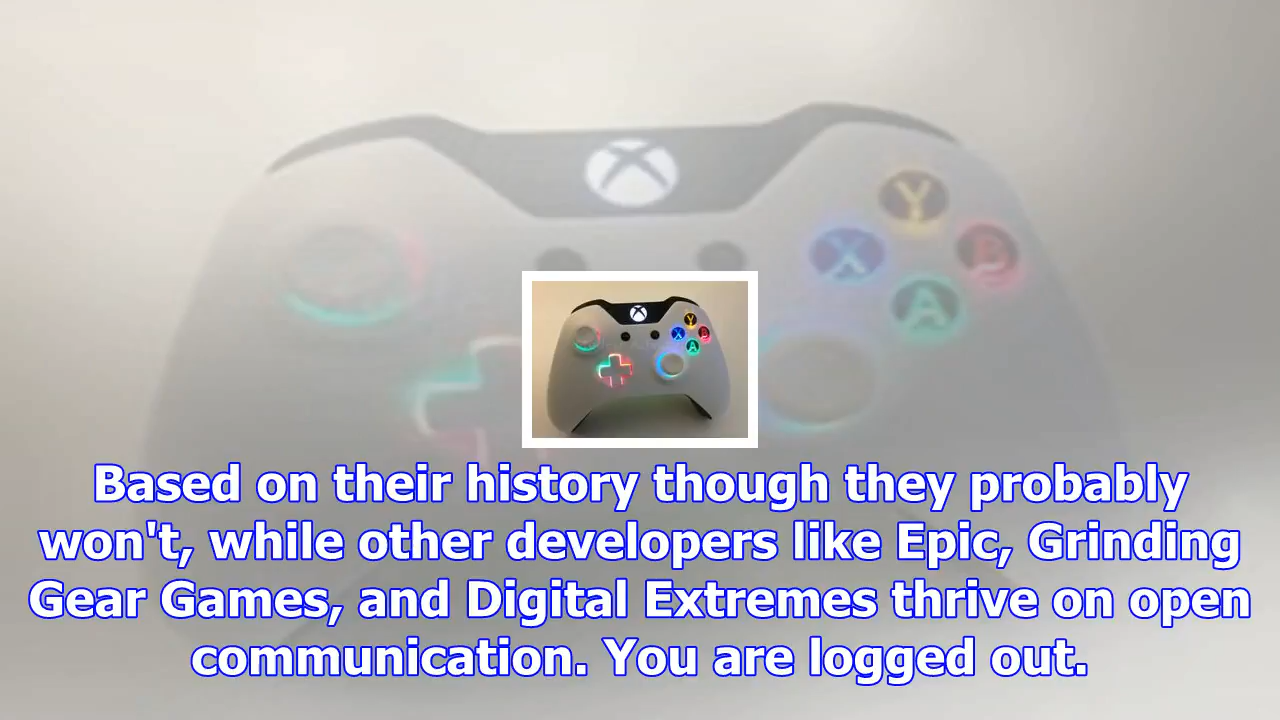 Y
X
B
A
Y
X
B
A
Based on their history though they probably
won't, while other developers like Epic, Grinding
Gear Games, and Digital Extremes thrive on open
communication. You are logged out.